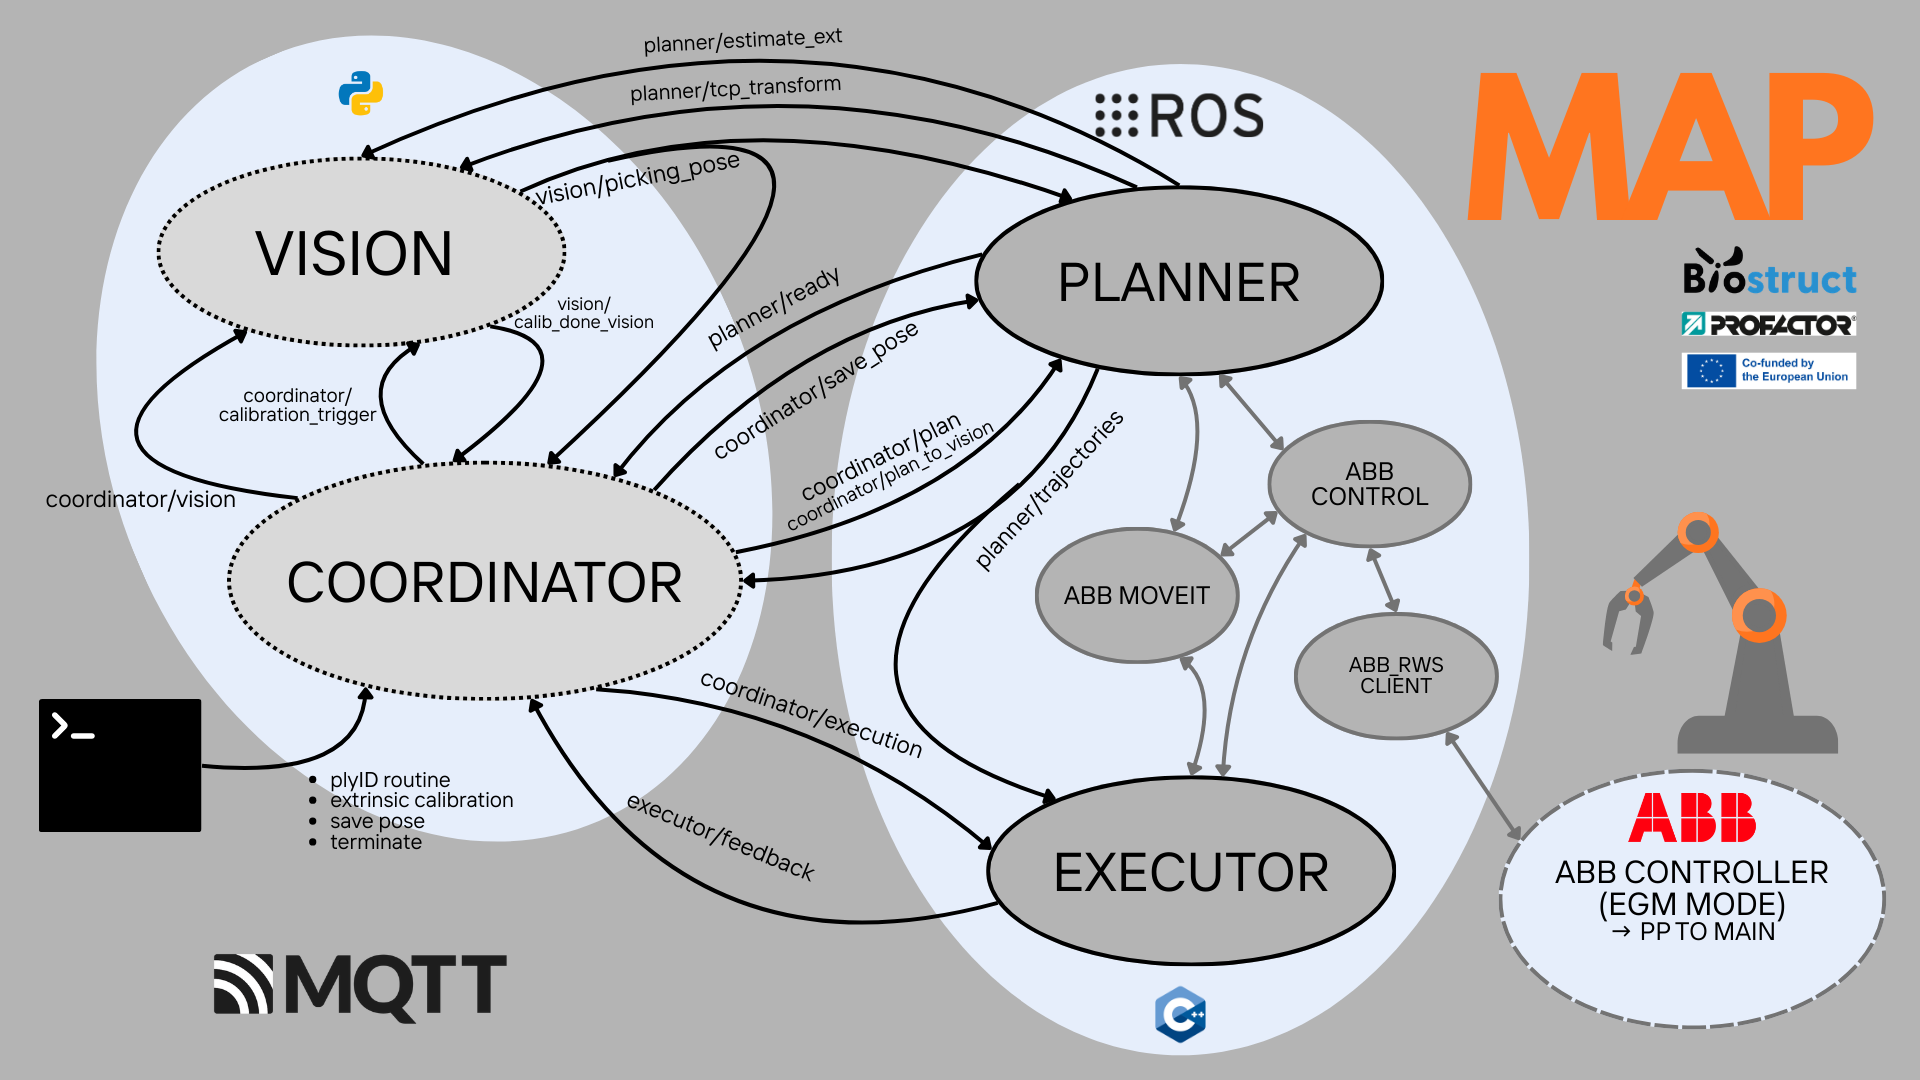 planner/estimate_ext
planner/tcp_transform
vision/picking_pose
ROS
MAP
VISION
vision/
calib_done_vision
planner/ready
coordinator/save_pose
PLANNER
Biostruct
PROFACTOR®
Co-funded by
the European Union
coordinator/
calibration_trigger
coordinator/vision
coordinator/plan
coordinator/plan_to_vision
planner/trajectories
ABB
CONTROL
COORDINATOR
ABB MOVEIT
ABB_RWS
CLIENT
coordinator/execution
>_
• plyID routine
• extrinsic calibration
• save pose
• terminate
executor/feedback
EXECUTOR
ABB
ABB CONTROLLER
(EGM MODE)
→ PP TO MAIN
MQTT
C++